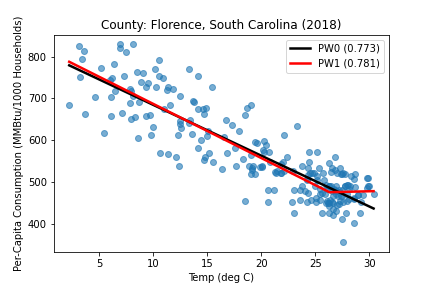 County: Florence, South Carolina (2018)
PW0 (0.773)
PW1 (0.781)
Per-Capita Consumption (MMBtu/1000 Households)
800
700
600
500
400
5 10 15 20 25 30
Temp (deg C)